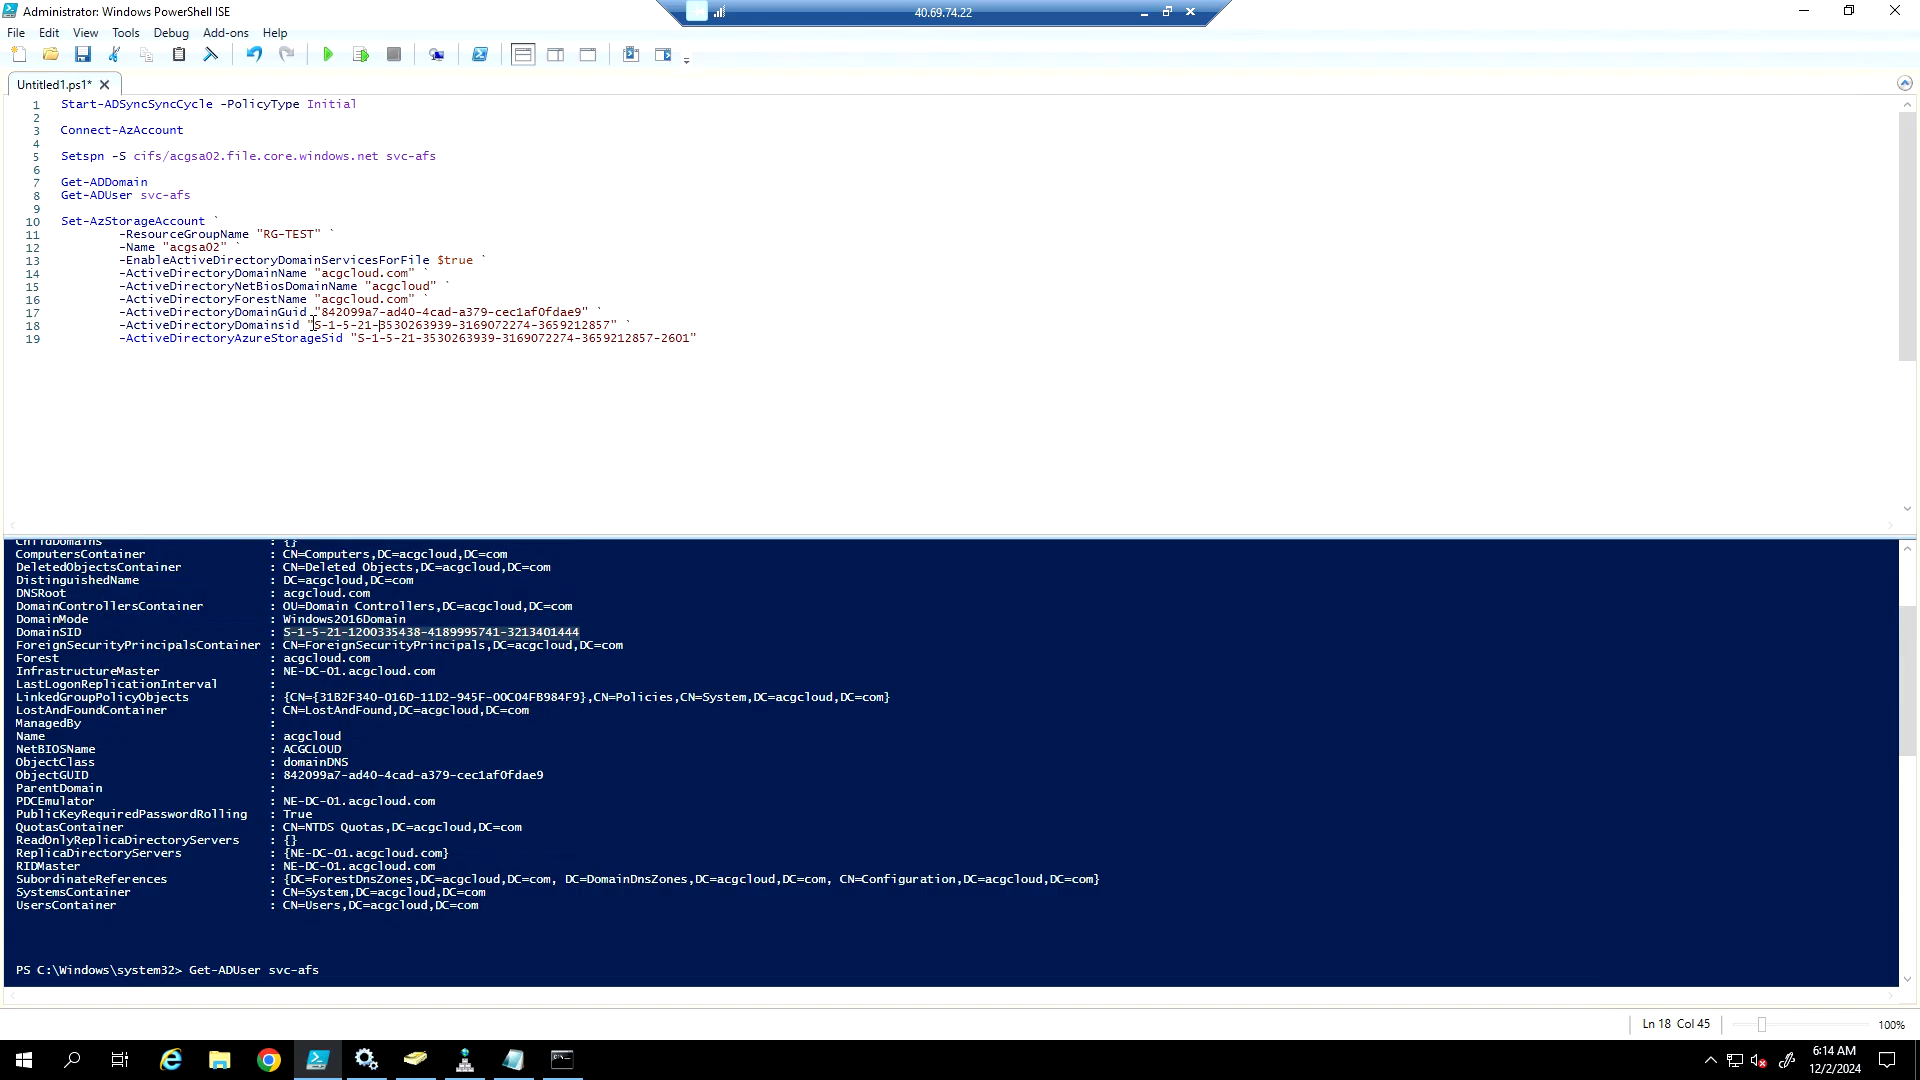 Administrator: Windows PowerShell ISE
40.69.74.22
File Edit View Tools Debug Add-ons Help
Untitled1.ps1*
1 Start-ADSyncSyncCycle -PolicyType Initial
2
3 Connect-AzAccount
4
5 Setspn -S cifs/acgsa02.file.core.windows.net svc-afs
6
7 Get-ADDomain
8 Get-ADUser svc-afs
9
10 Set-AzStorageAccount `
11 -ResourceGroupName "RG-TEST" `
12 -Name "acgsa02" `
13 -EnableActiveDirectoryDomainServicesForFile $true `
14 -ActiveDirectoryDomainName "acgcloud.com" `
15 -ActiveDirectoryNetBiosDomainName "acgcloud" `
16 -ActiveDirectoryForestName "acgcloud.com" `
17 -ActiveDirectoryDomainGuid "842099a7-ad40-4cad-a379-cec1af0fdae9" `
18 -ActiveDirectoryDomainsid "S-1-5-21-3530263939-3169072274-3659212857" `
19 -ActiveDirectoryAzureStorageSid "S-1-5-21-3530263939-3169072274-3659212857-2601"
ChildDomains : {}
ComputersContainer : CN=Computers,DC=acgcloud,DC=com
DeletedObjectsContainer : CN=Deleted Objects,DC=acgcloud,DC=com
DistinguishedName : DC=acgcloud,DC=com
DNSRoot : acgcloud.com
DomainControllersContainer : OU=Domain Controllers,DC=acgcloud,DC=com
DomainMode : Windows2016Domain
DomainSID : S-1-5-21-1200335438-4189995741-3213401444
ForeignSecurityPrincipalsContainer : CN=ForeignSecurityPrincipals,DC=acgcloud,DC=com
Forest : acgcloud.com
InfrastructureMaster : NE-DC-01.acgcloud.com
LastLogonReplicationInterval :
LinkedGroupPolicyObjects : {CN={31B2F340-016D-11D2-945F-00C04FB984F9},CN=Policies,CN=System,DC=acgcloud,DC=com}
LostAndFoundContainer : CN=LostAndFound,DC=acgcloud,DC=com
ManagedBy :
Name : acgcloud
NetBIOSName : ACGCLOUD
ObjectClass : domainDNS
ObjectGUID : 842099a7-ad40-4cad-a379-cec1af0fdae9
ParentDomain :
PDCEmulator : NE-DC-01.acgcloud.com
PublicKeyRequiredPasswordRolling : True
QuotasContainer : CN=NTDS Quotas,DC=acgcloud,DC=com
ReadOnlyReplicaDirectoryServers : {}
ReplicaDirectoryServers : {NE-DC-01.acgcloud.com}
RIDMaster : NE-DC-01.acgcloud.com
SubordinateReferences : {DC=ForestDnsZones,DC=acgcloud,DC=com, DC=DomainDnsZones,DC=acgcloud,DC=com, CN=Configuration,DC=acgcloud,DC=com}
SystemsContainer : CN=System,DC=acgcloud,DC=com
UsersContainer : CN=Users,DC=acgcloud,DC=com
PS C:\Windows\system32> Get-ADUser svc-afs
Ln 18 Col 45
100%
6:14 AM
12/2/2024